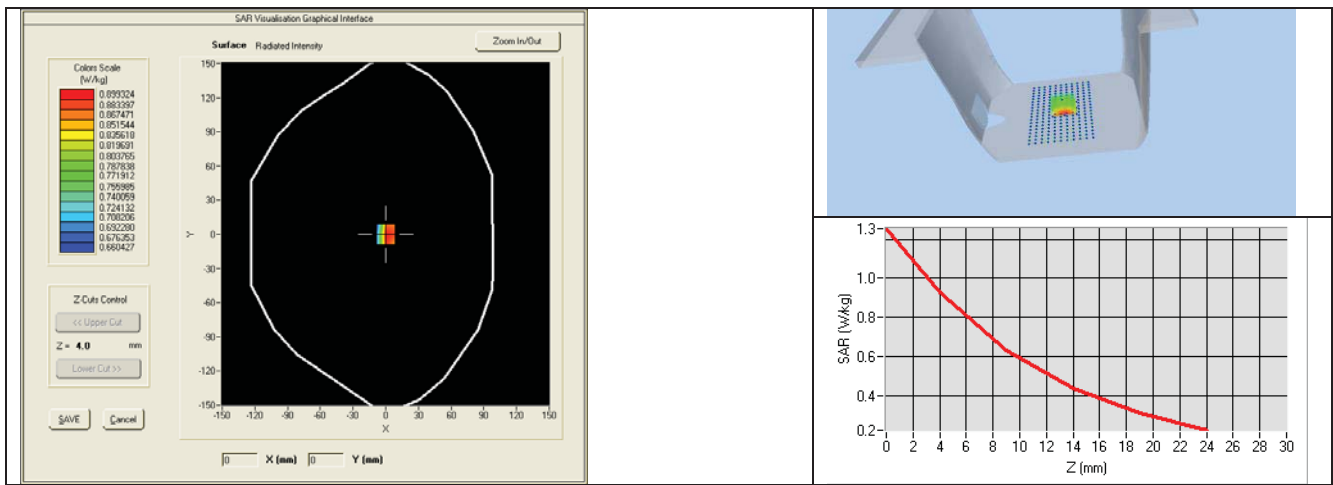 SAR Visualisation Graphical Interface
Surface Radiated Intensity
Zoom In/Out
Colors Scale
(W/kg)
0.899324
0.883397
0.867471
0.851544
0.835618
0.819691
0.803765
0.787838
0.771912
0.755985
0.740059
0.724132
0.708206
0.692280
0.676353
0.660427
Z-Cuts Control
<< Upper Cut
Z = 4.0 mm
Lower Cut >>
SAVE Cancel
150-
120-
90-
60-
30-
0-
-30-
-60-
-90-
-120-
-150-
Y
-150 -120 -90 -60 -30 0 30 60 90 120 150
X
0 X (mm) 0 Y (mm)
1.3-
1.0-
0.8-
0.6-
0.4-
0.2-
SAR (W/kg)
0 2 4 6 8 10 12 14 16 18 20 22 24 26 28 30
Z (mm)